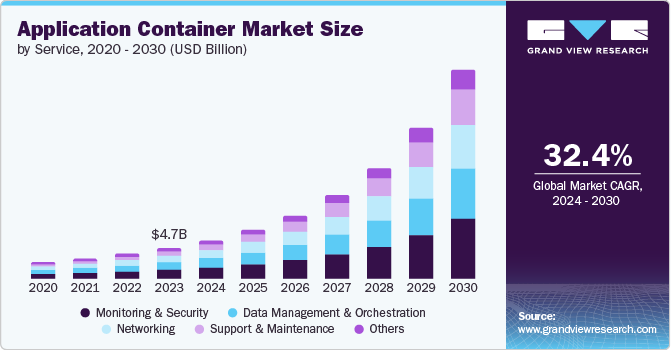 Application Container Market Size
by Service, 2020 - 2030 (USD Billion)
$4.7B
2020 2021 2022 2023 2024 2025 2026 2027 2028 2029 2030
Monitoring & Security Data Management & Orchestration
Networking Support & Maintenance Others
GRAND VIEW RESEARCH
32.4%
Global Market CAGR,
2024 - 2030
Source:
www.grandviewresearch.com